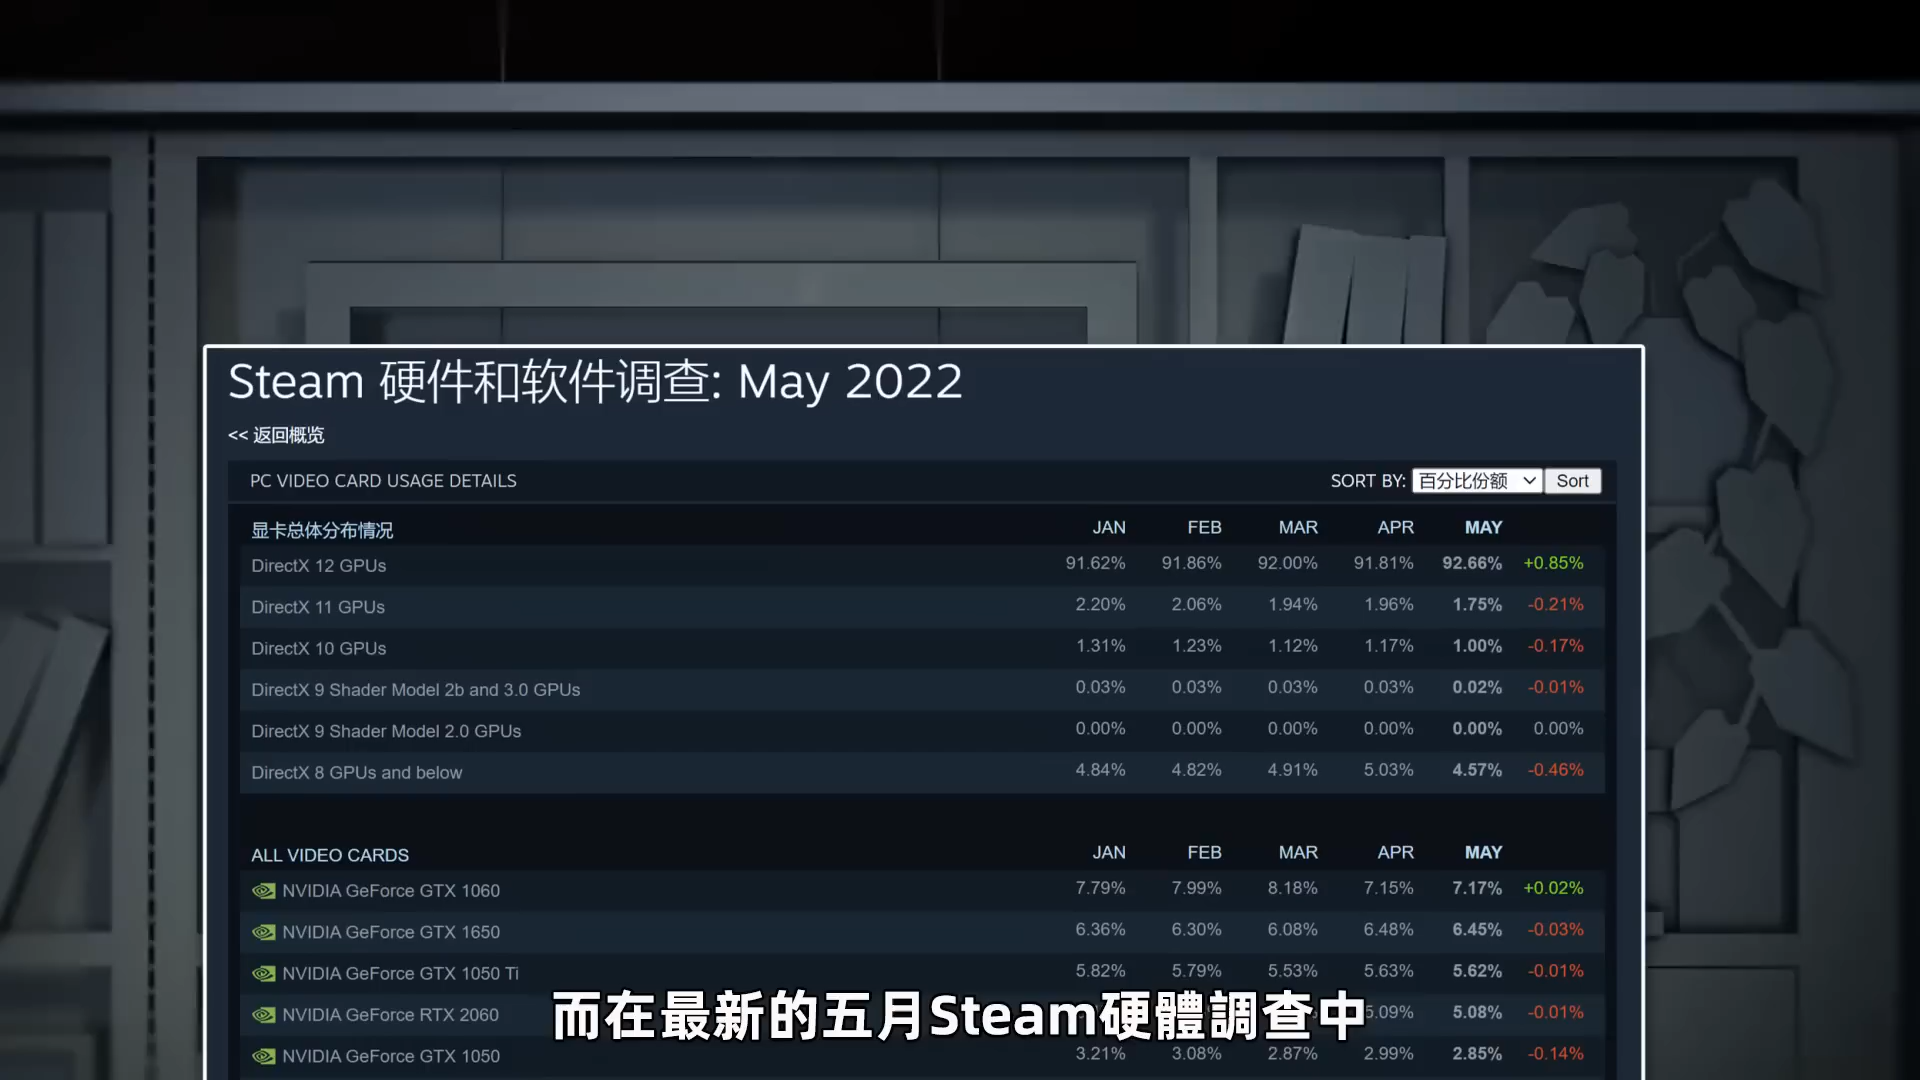 Steam 硬件和软件调查: May 2022
<< 返回概览
PC VIDEO CARD USAGE DETAILS SORT BY: 百分比份额 Sort
显卡总体分布情况 JAN FEB MAR APR MAY
DirectX 12 GPUs 91.62% 91.86% 92.00% 91.81% 92.66% +0.85%
DirectX 11 GPUs 2.20% 2.06% 1.94% 1.96% 1.75% -0.21%
DirectX 10 GPUs 1.31% 1.23% 1.12% 1.17% 1.00% -0.17%
DirectX 9 Shader Model 2b and 3.0 GPUs 0.03% 0.03% 0.03% 0.03% 0.02% -0.01%
DirectX 9 Shader Model 2.0 GPUs 0.00% 0.00% 0.00% 0.00% 0.00% 0.00%
DirectX 8 GPUs and below 4.84% 4.82% 4.91% 5.03% 4.57% -0.46%
ALL VIDEO CARDS JAN FEB MAR APR MAY
NVIDIA GeForce GTX 1060 7.79% 7.99% 8.18% 7.15% 7.17% +0.02%
NVIDIA GeForce GTX 1650 6.36% 6.30% 6.08% 6.48% 6.45% -0.03%
NVIDIA GeForce GTX 1050 Ti 5.82% 5.79% 5.53% 5.63% 5.62% -0.01%
NVIDIA GeForce RTX 2060 5.09% 5.08% -0.01%
而在最新的五月Steam硬體調查中
NVIDIA GeForce GTX 1050 3.21% 3.08% 2.87% 2.99% 2.85% -0.14%